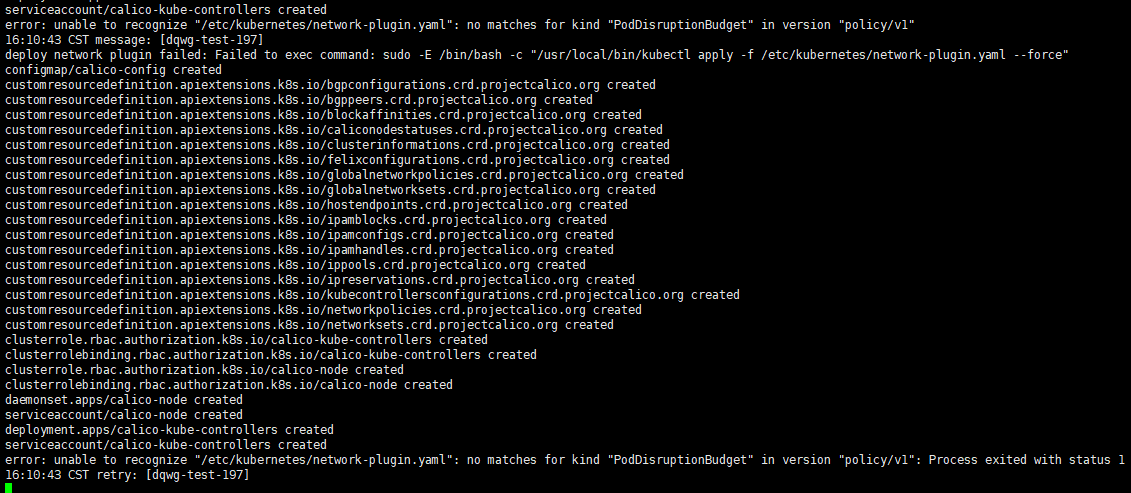 serviceaccount/calico-kube-controllers created
error: unable to recognize "/etc/kubernetes/network-plugin.yaml": no matches for kind "PodDisruptionBudget" in version "policy/v1"
16:10:43 CST message: [dqwg-test-197]
deploy network plugin failed: Failed to exec command: sudo -E /bin/bash -c "/usr/local/bin/kubectl apply -f /etc/kubernetes/network-plugin.yaml --force"
configmap/calico-config created
customresourcedefinition.apiextensions.k8s.io/bgpconfigurations.crd.projectcalico.org created
customresourcedefinition.apiextensions.k8s.io/bgppeers.crd.projectcalico.org created
customresourcedefinition.apiextensions.k8s.io/blockaffinities.crd.projectcalico.org created
customresourcedefinition.apiextensions.k8s.io/caliconodestatuses.crd.projectcalico.org created
customresourcedefinition.apiextensions.k8s.io/clusterinformations.crd.projectcalico.org created
customresourcedefinition.apiextensions.k8s.io/felixconfigurations.crd.projectcalico.org created
customresourcedefinition.apiextensions.k8s.io/globalnetworkpolicies.crd.projectcalico.org created
customresourcedefinition.apiextensions.k8s.io/globalnetworksets.crd.projectcalico.org created
customresourcedefinition.apiextensions.k8s.io/hostendpoints.crd.projectcalico.org created
customresourcedefinition.apiextensions.k8s.io/ipamblocks.crd.projectcalico.org created
customresourcedefinition.apiextensions.k8s.io/ipamconfigs.crd.projectcalico.org created
customresourcedefinition.apiextensions.k8s.io/ipamhandles.crd.projectcalico.org created
customresourcedefinition.apiextensions.k8s.io/ippools.crd.projectcalico.org created
customresourcedefinition.apiextensions.k8s.io/ipreservations.crd.projectcalico.org created
customresourcedefinition.apiextensions.k8s.io/kubecontrollersconfigurations.crd.projectcalico.org created
customresourcedefinition.apiextensions.k8s.io/networkpolicies.crd.projectcalico.org created
customresourcedefinition.apiextensions.k8s.io/networksets.crd.projectcalico.org created
clusterrole.rbac.authorization.k8s.io/calico-kube-controllers created
clusterrolebinding.rbac.authorization.k8s.io/calico-kube-controllers created
clusterrole.rbac.authorization.k8s.io/calico-node created
clusterrolebinding.rbac.authorization.k8s.io/calico-node created
daemonset.apps/calico-node created
serviceaccount/calico-node created
deployment.apps/calico-kube-controllers created
serviceaccount/calico-kube-controllers created
error: unable to recognize "/etc/kubernetes/network-plugin.yaml": no matches for kind "PodDisruptionBudget" in version "policy/v1": Process exited with status 1
16:10:43 CST retry: [dqwg-test-197]